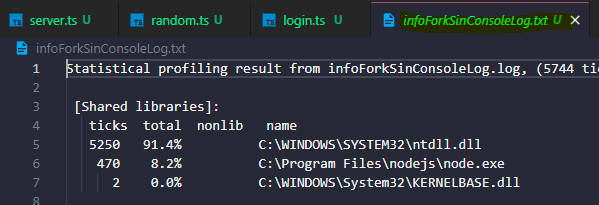 server.ts U random.ts U login.ts U infoForkSinConsoleLog.txt U
infoForkSinConsoleLog.txt
1 Statistical profiling result from infoForkSinConsoleLog.log, (5744
2
3 [Shared libraries]:
4 ticks total nonlib name
5 5250 91.4% C:\WINDOWS\SYSTEM32\ntdll.dll
6 470 8.2% C:\Program Files\nodejs\node.exe
7 2 0.0% C:\WINDOWS\System32\KERNELBASE.dll